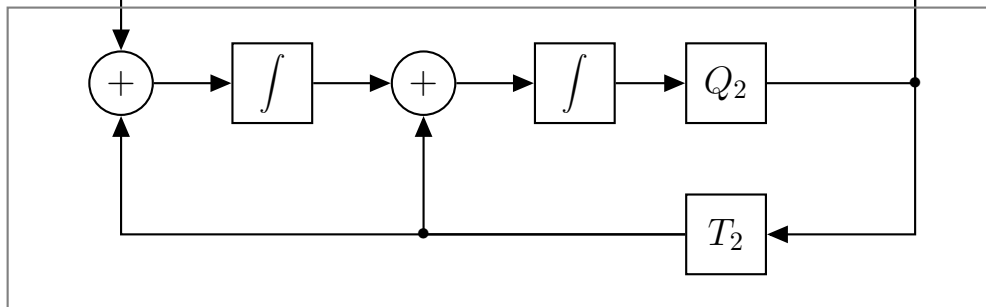 + ∫ + ∫ Q₂
T₂